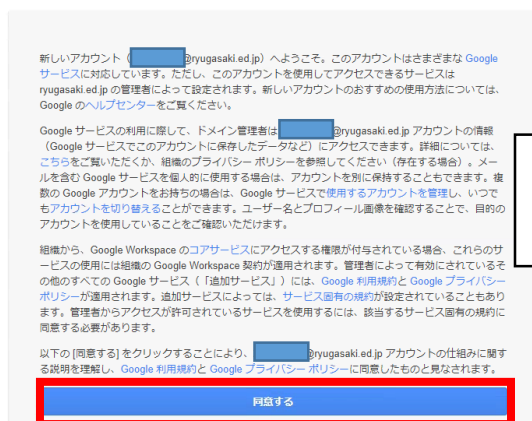 新しいアカウント（@ryugasaki.ed.jp）へようこそ。このアカウントはさまざまな Google
サービスに対応しています。ただし、このアカウントを使用してアクセスできるサービスは
ryugasaki.ed.jp の管理者によって設定されます。新しいアカウントのおすすめの使用方法については、
Google のヘルプセンターをご覧ください。
Google サービスの利用に際して、ドメイン管理者は@ryugasaki.ed.jp アカウントの情報
（Google サービスでこのアカウントに保存したデータなど）にアクセスできます。詳細については、
こちらをご覧いただくか、組織のプライバシー ポリシーを参照してください（存在する場合）。メー
ルを含む Google サービスを個人的に使用する場合は、アカウントを別に保持することもできます。複
数の Google アカウントをお持ちの場合は、Google サービスで使用するアカウントを管理し、いつで
もアカウントを切り替えることができます。ユーザー名とプロフィール画像を確認することで、目的の
アカウントを使用していることをご確認いただけます。
組織から、Google Workspace のコアサービスにアクセスする権限が付与されている場合、これらのサ
ービスの使用には組織の Google Workspace 契約が適用されます。管理者によって有効にされているそ
の他のすべての Google サービス（「追加サービス」）には、Google 利用規約と Google プライバシー
ポリシーが適用されます。追加サービスによっては、サービス固有の規約が設定されていることもあり
ます。管理者からアクセスが許可されているサービスを使用するには、該当するサービス固有の規約に
同意する必要があります。
以下の [同意する] をクリックすることにより、@ryugasaki.ed.jp アカウントの仕組みに関す
る説明を理解し、Google 利用規約と Google プライバシー ポリシーに同意したものと見なされます。
同意する